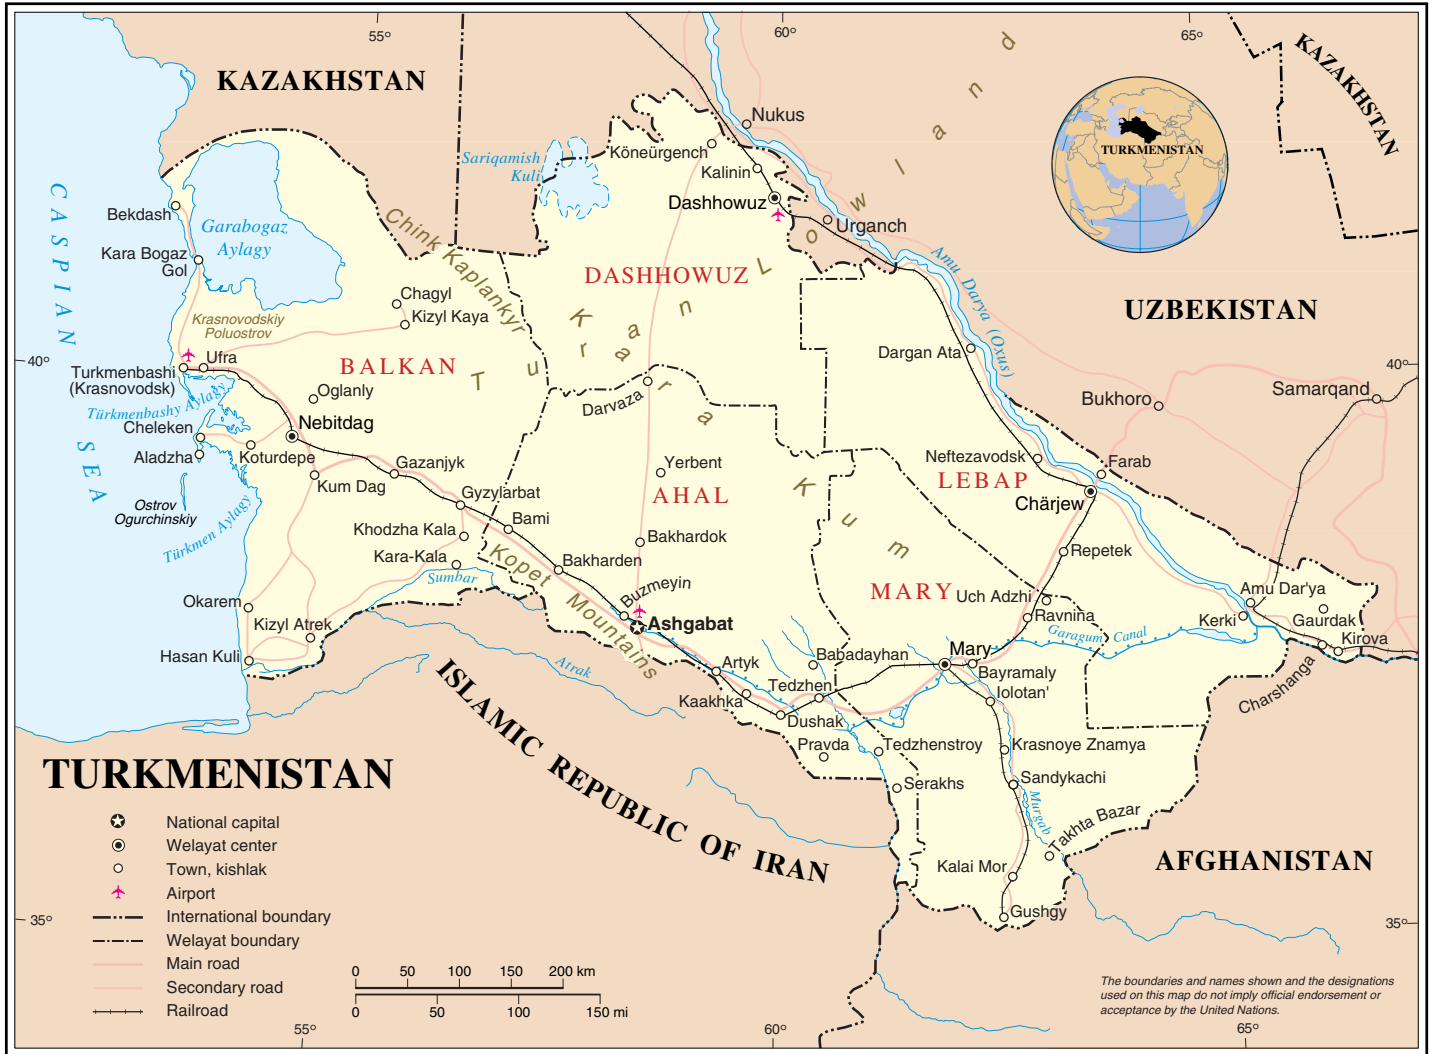 55°
60°
65°
KAZAKHSTAN
KAZAKHSTAN
Nukus
Köneürgench
Kalinin
Sariqamish
Kuli
Dashhowuz
Urganch
TURKMENISTAN
Bekdash
Garabogaz
Aylagy
Kara Bogaz
Gol
CASPIAN
SEA
Chink Kaplankyr
DASHHOWUZ
Turan Lowland
Amu Darya (Oxus)
UZBEKISTAN
Chagyl
Kizyl Kaya
Krasnovodskiy
Poluostrov
Kara Kum
40°
40°
Ufra
Turkmenbashi
(Krasnovodsk)
BALKAN
Dargan Ata
Oglanly
Darvaza
Bukhoro
Samarqand
Türkmenbashy Aylagy
Cheleken
Nebitdag
Aladzha
Koturdepe
Kum Dag
Gazanjyk
Yerbent
AHAL
Neftezavodsk
LEBAP
Farab
Chärjew
Ostrov
Ogurchinskiy
Türkmen Aylagy
Gyzylarbat
Bami
Khodzha Kala
Kara-Kala
Bakhardok
Bakharden
Kopet Mountains
Repetek
Sumbar
Buzmeyin
MARY
Uch Adzhi
Amu Dar'ya
Okarem
Ashgabat
Ravnina
Kerki
Gaurdak
Kizyl Atrek
Garagum Canal
Kirova
Hasan Kuli
Atrak
Artyk
Babadayhan
Mary
Bayramaly
Charshanga
Kaakhka
Tedzhen
Iolotan'
Dushak
Pravda
Tedzhenstroy
Krasnoye Znamya
Serakhs
Sandykachi
Murgab
Takhta Bazar
ISLAMIC REPUBLIC OF IRAN
Kalai Mor
AFGHANISTAN
Gushgy
TURKMENISTAN
National capital
Welayat center
Town, kishlak
Airport
International boundary
Welayat boundary
Main road
Secondary road
Railroad
35°
35°
0 50 100 150 200 km
0 50 100 150 mi
The boundaries and names shown and the designations
used on this map do not imply official endorsement or
acceptance by the United Nations.
55°
60°
65°